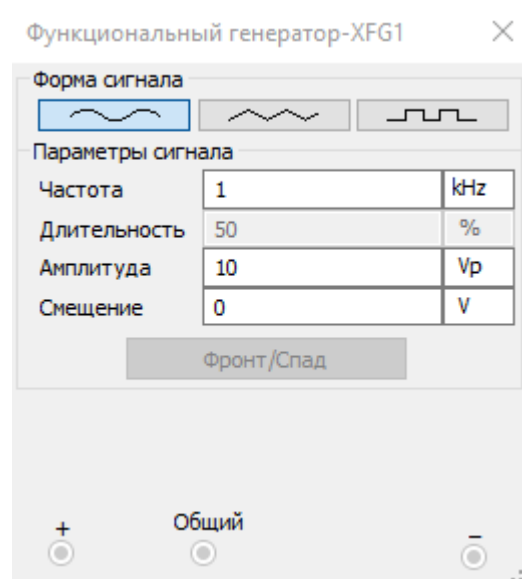 Функциональный генератор-XFG1
Форма сигнала
Параметры сигнала
Частота 1 kHz
Длительность 50 %
Амплитуда 10 Vp
Смещение 0 V
Фронт/Спад
+ Общий –